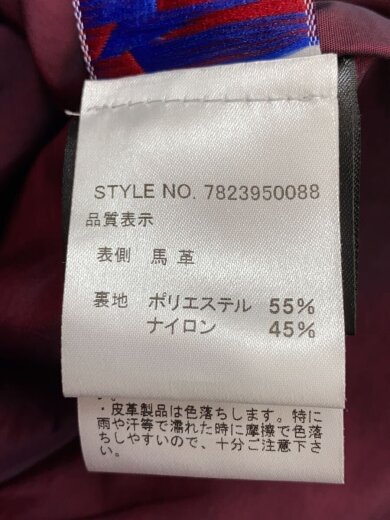 STYLE NO. 7823950088
品質表示
表側 馬革
裏地 ポリエステル 55%
ナイロン 45%
・皮革製品は色落ちします。特に
雨や汗等で濡れた時に摩擦で色落
ちしやすいので、十分ご注意下さ
い。